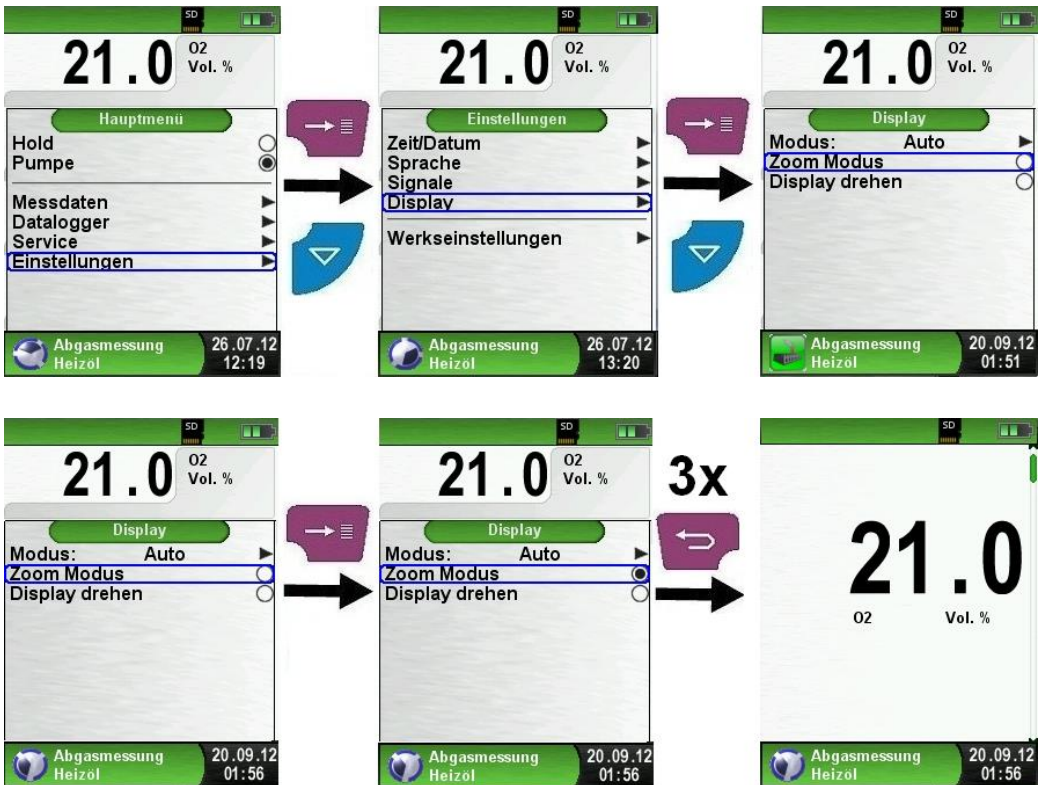 SD
21.0 O2
Vol. %
Hauptmenü
Hold
Pumpe
Messdaten
Datalogger
Service
Einstellungen
Abgasmessung 26.07.12
Heizöl 12:19
SD
21.0 O2
Vol. %
Einstellungen
Zeit/Datum
Sprache
Signale
Display
Werkseinstellungen
Abgasmessung 26.07.12
Heizöl 13:20
SD
21.0 O2
Vol. %
Display
Modus: Auto
Zoom Modus
Display drehen
Abgasmessung 20.09.12
Heizöl 01:51
SD
21.0 O2
Vol. %
Display
Modus: Auto
Zoom Modus
Display drehen
Abgasmessung 20.09.12
Heizöl 01:56
SD
21.0 O2
Vol. %
Display
Modus: Auto
Zoom Modus
Display drehen
Abgasmessung 20.09.12
Heizöl 01:56
3x
SD
21.0
O2 Vol. %
Abgasmessung 20.09.12
Heizöl 01:56